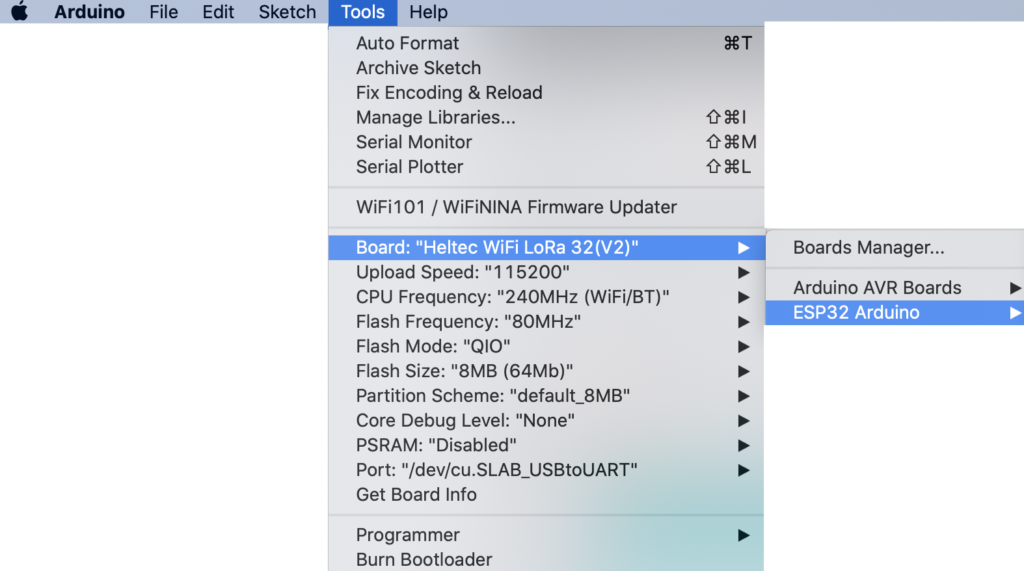 Arduino File Edit Sketch Tools Help
Auto Format ⌘T
Archive Sketch
Fix Encoding & Reload
Manage Libraries... ⇧⌘I
Serial Monitor ⇧⌘M
Serial Plotter ⇧⌘L
WiFi101 / WiFiNINA Firmware Updater
Board: "Heltec WiFi LoRa 32(V2)"
Upload Speed: "115200"
CPU Frequency: "240MHz (WiFi/BT)"
Flash Frequency: "80MHz"
Flash Mode: "QIO"
Flash Size: "8MB (64Mb)"
Partition Scheme: "default_8MB"
Core Debug Level: "None"
PSRAM: "Disabled"
Port: "/dev/cu.SLAB_USBtoUART"
Get Board Info
Programmer
Burn Bootloader
Boards Manager...
Arduino AVR Boards
ESP32 Arduino